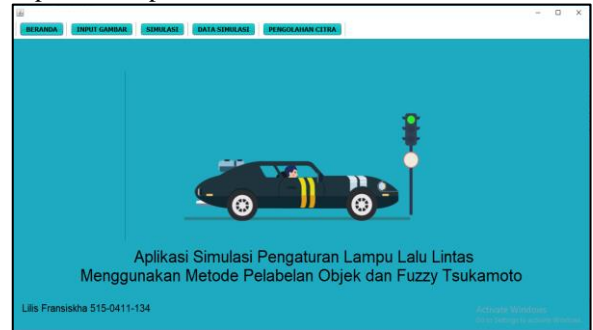 BERANDA INPUT GAMBAR SIMULASI DATA SIMULASI PENGOLAHAN CITRA
Aplikasi Simulasi Pengaturan Lampu Lalu Lintas
Menggunakan Metode Pelabelan Objek dan Fuzzy Tsukamoto
Lilis Fransiskha 515-0411-134
Activate Windows